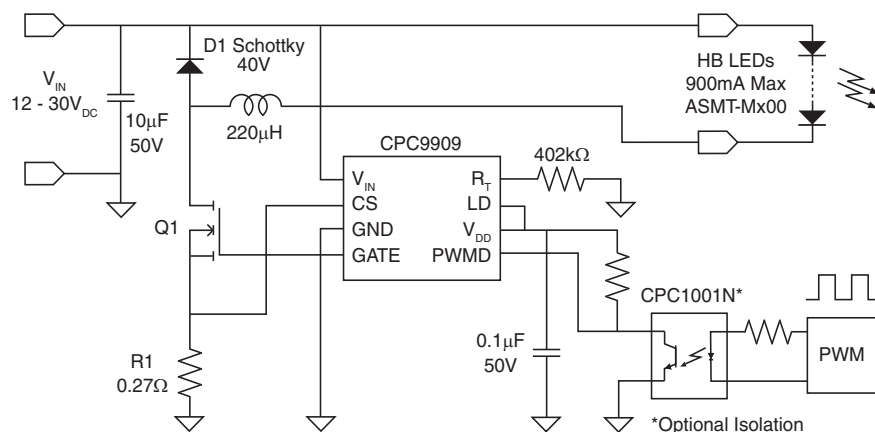 D1 Schottky
40V
V_IN
12 - 30V_DC
10μF
50V
220μH
HB LEDs
900mA Max
ASMT-Mx00
CPC9909
402kΩ
V_IN
CS
GND
GATE
R_T
LD
V_DD
PWMD
Q1
CPC1001N*
0.1μF
50V
PWM
R1
0.27Ω
*Optional Isolation